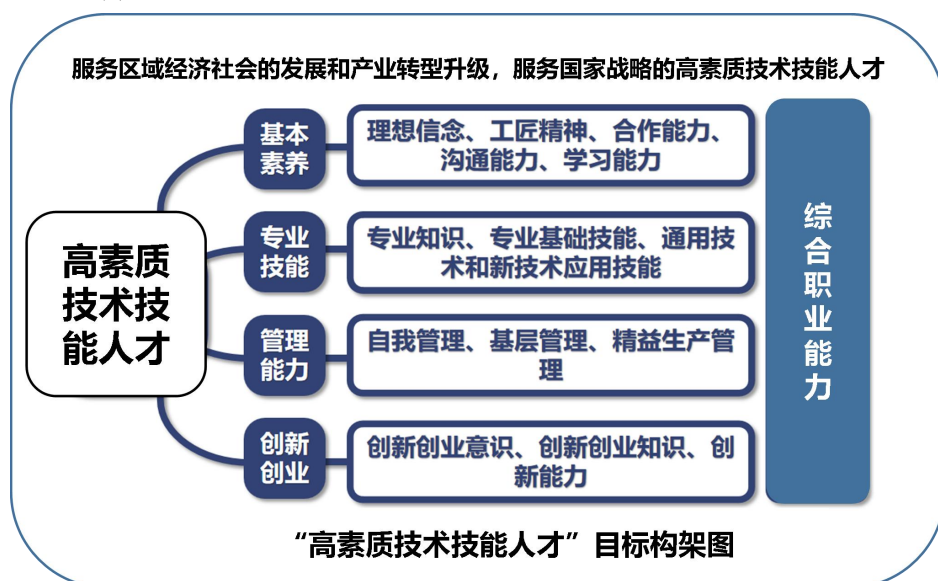 服务区域经济社会的发展和产业转型升级，服务国家战略的高素质技术技能人才
基本
素养
理想信念、工匠精神、合作能力、
沟通能力、学习能力
专业
技能
专业知识、专业基础技能、通用技
术和新技术应用技能
高素质
技术技
能人才
管理
能力
自我管理、基层管理、精益生产管
理
创新
创业
创新创业意识、创新创业知识、创
新能力
综
合
职
业
能
力
“高素质技术技能人才”目标构架图